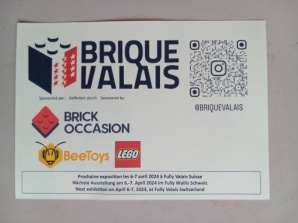 BRIQUE
VALAIS
Sponsorisé par: Gefördert durch Sponsored by
@BRIQUEVALAIS
BRICK
OCCASION
BeeToys
LEGO
Prochaine exposition les 6-7 avril 2024 à Fully Valais Suisse
Nächste Ausstellung am 6.-7. April 2024 im Fully Wallis Schweiz
Next exhibition on April 6-7, 2024, at Fully Valais Switzerland